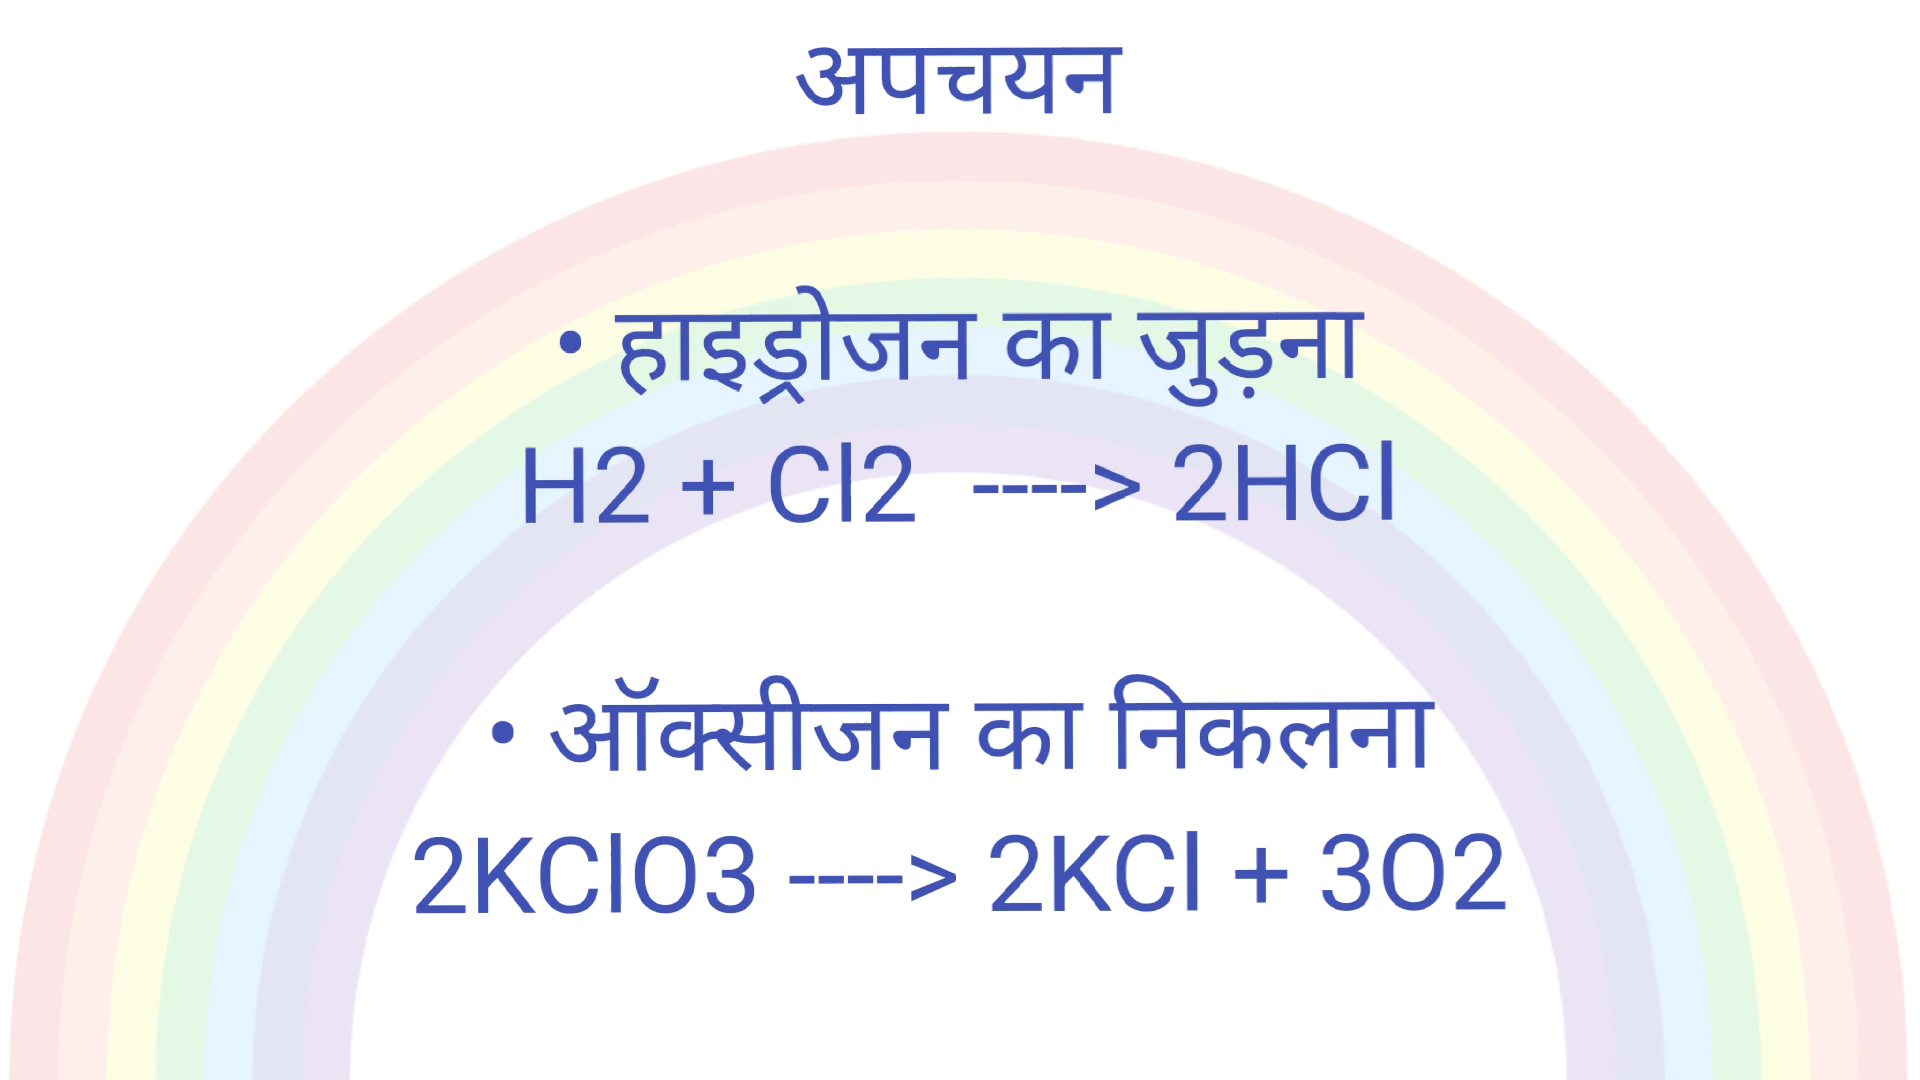 अपचयन
• हाइड्रोजन का जुड़ना
H2 + Cl2 ----> 2HCl
• ऑक्सीजन का निकलना
2KClO3 ----> 2KCl + 3O2